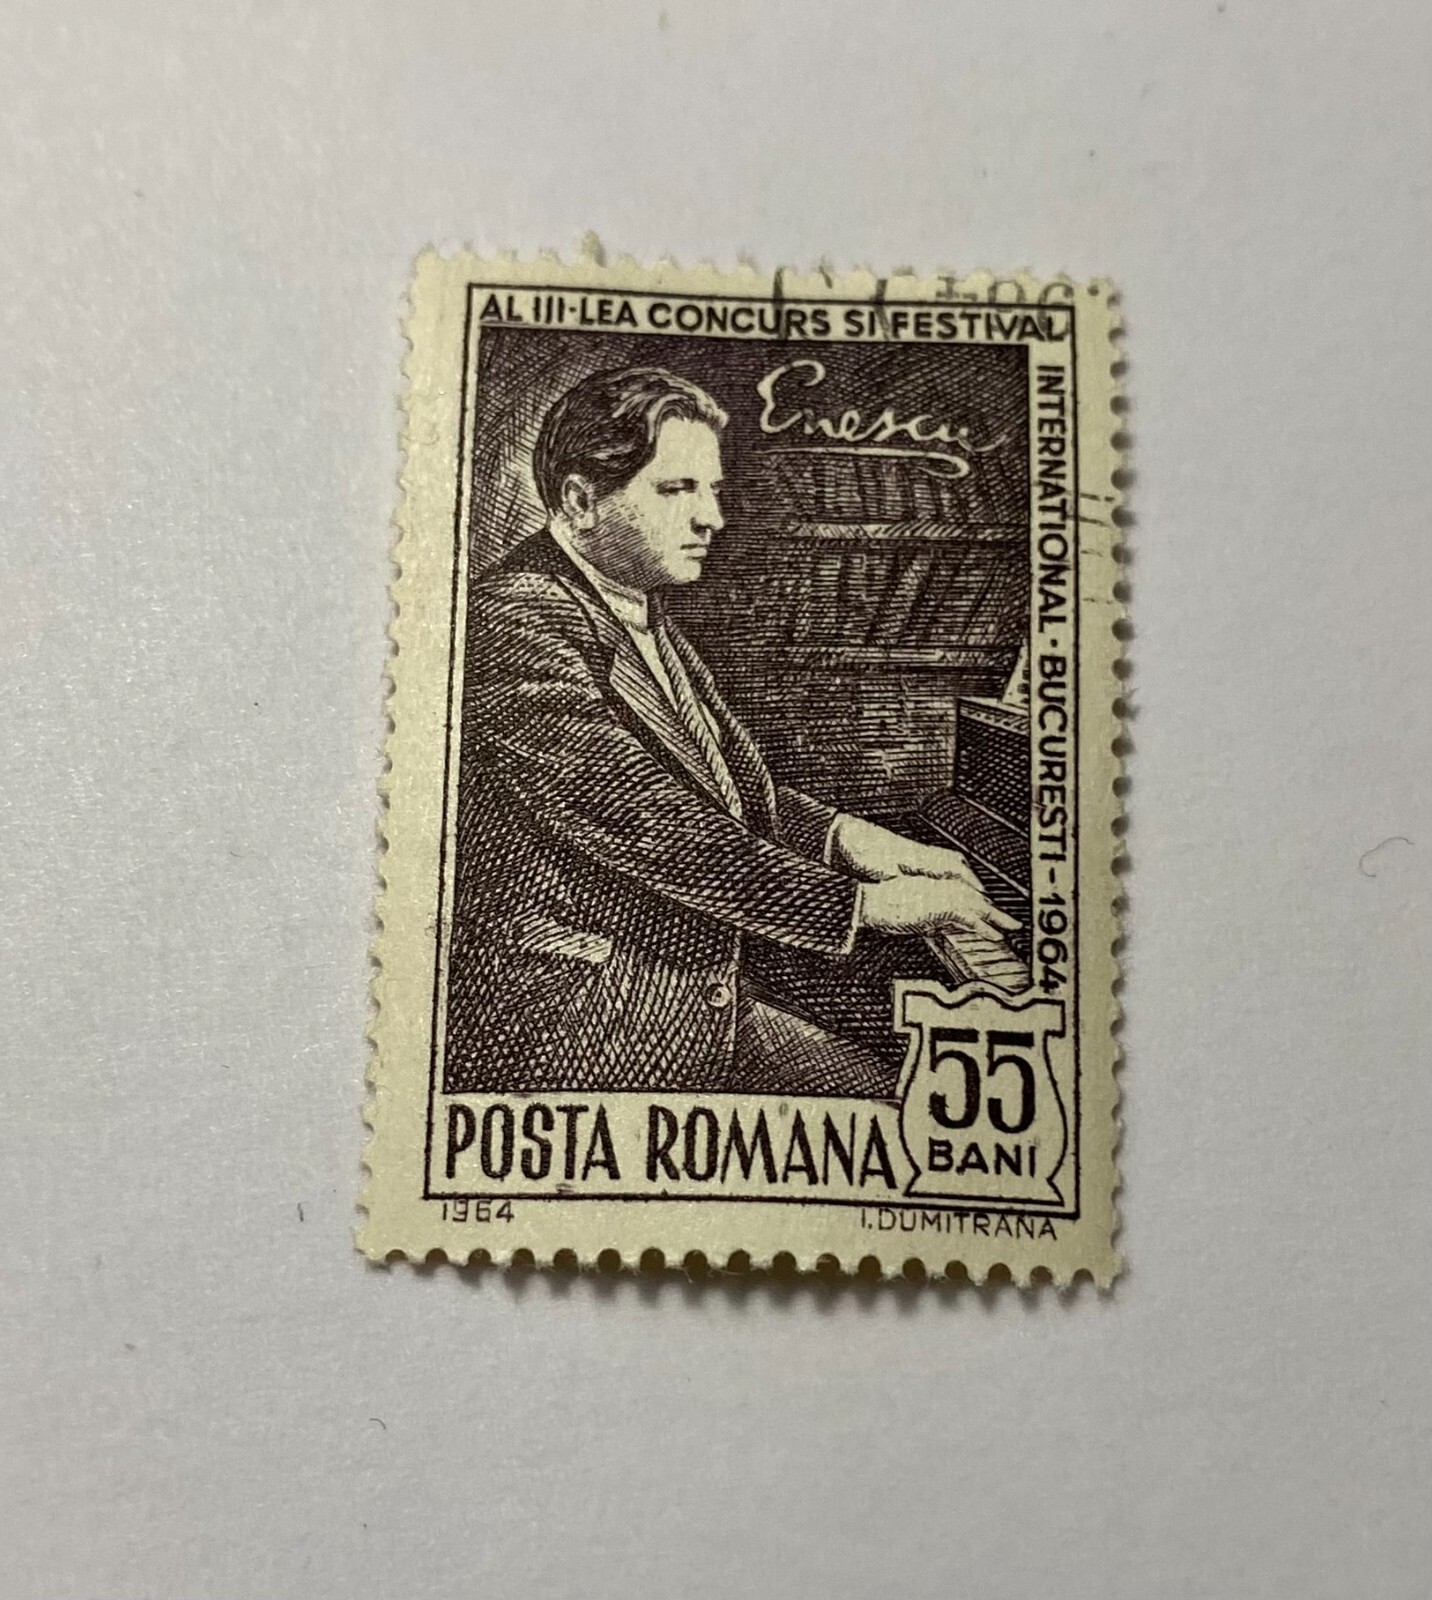 AL III-LEA CONCURS SI FESTIVAL
INTERNATIONAL · BUCURESTI - 1964
Enescu
55
BANI
POSTA ROMANA
1964
I. DUMITRANA